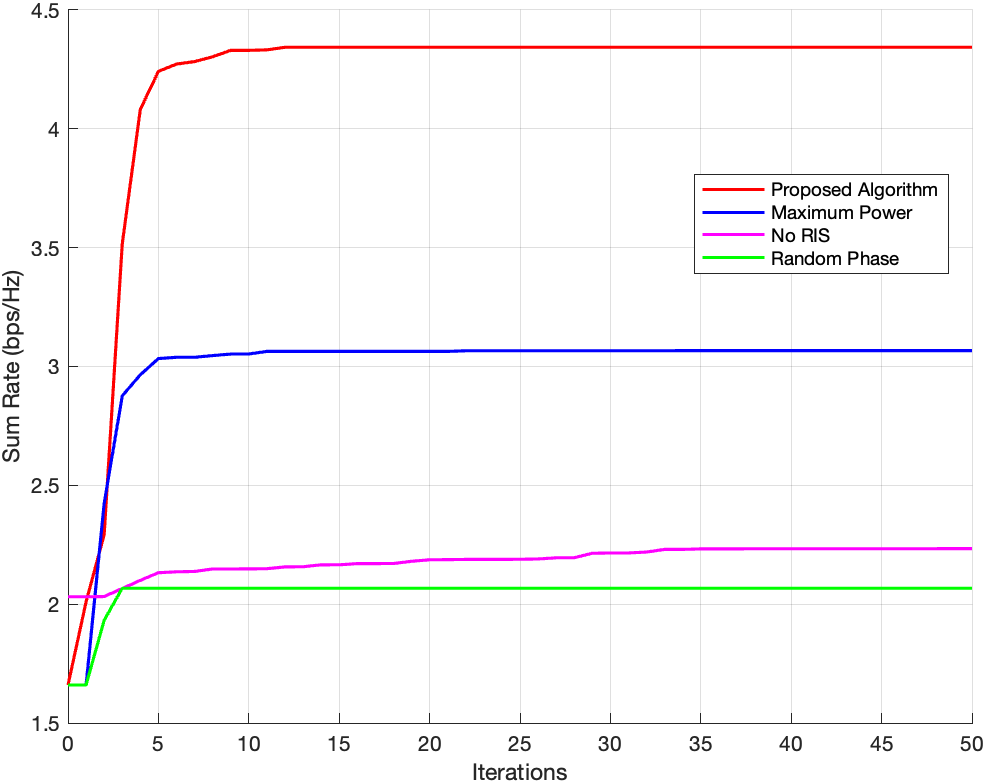 4.5
4
3.5
3
2.5
2
1.5
Sum Rate (bps/Hz)
Proposed Algorithm
Maximum Power
No RIS
Random Phase
0 5 10 15 20 25 30 35 40 45 50
Iterations